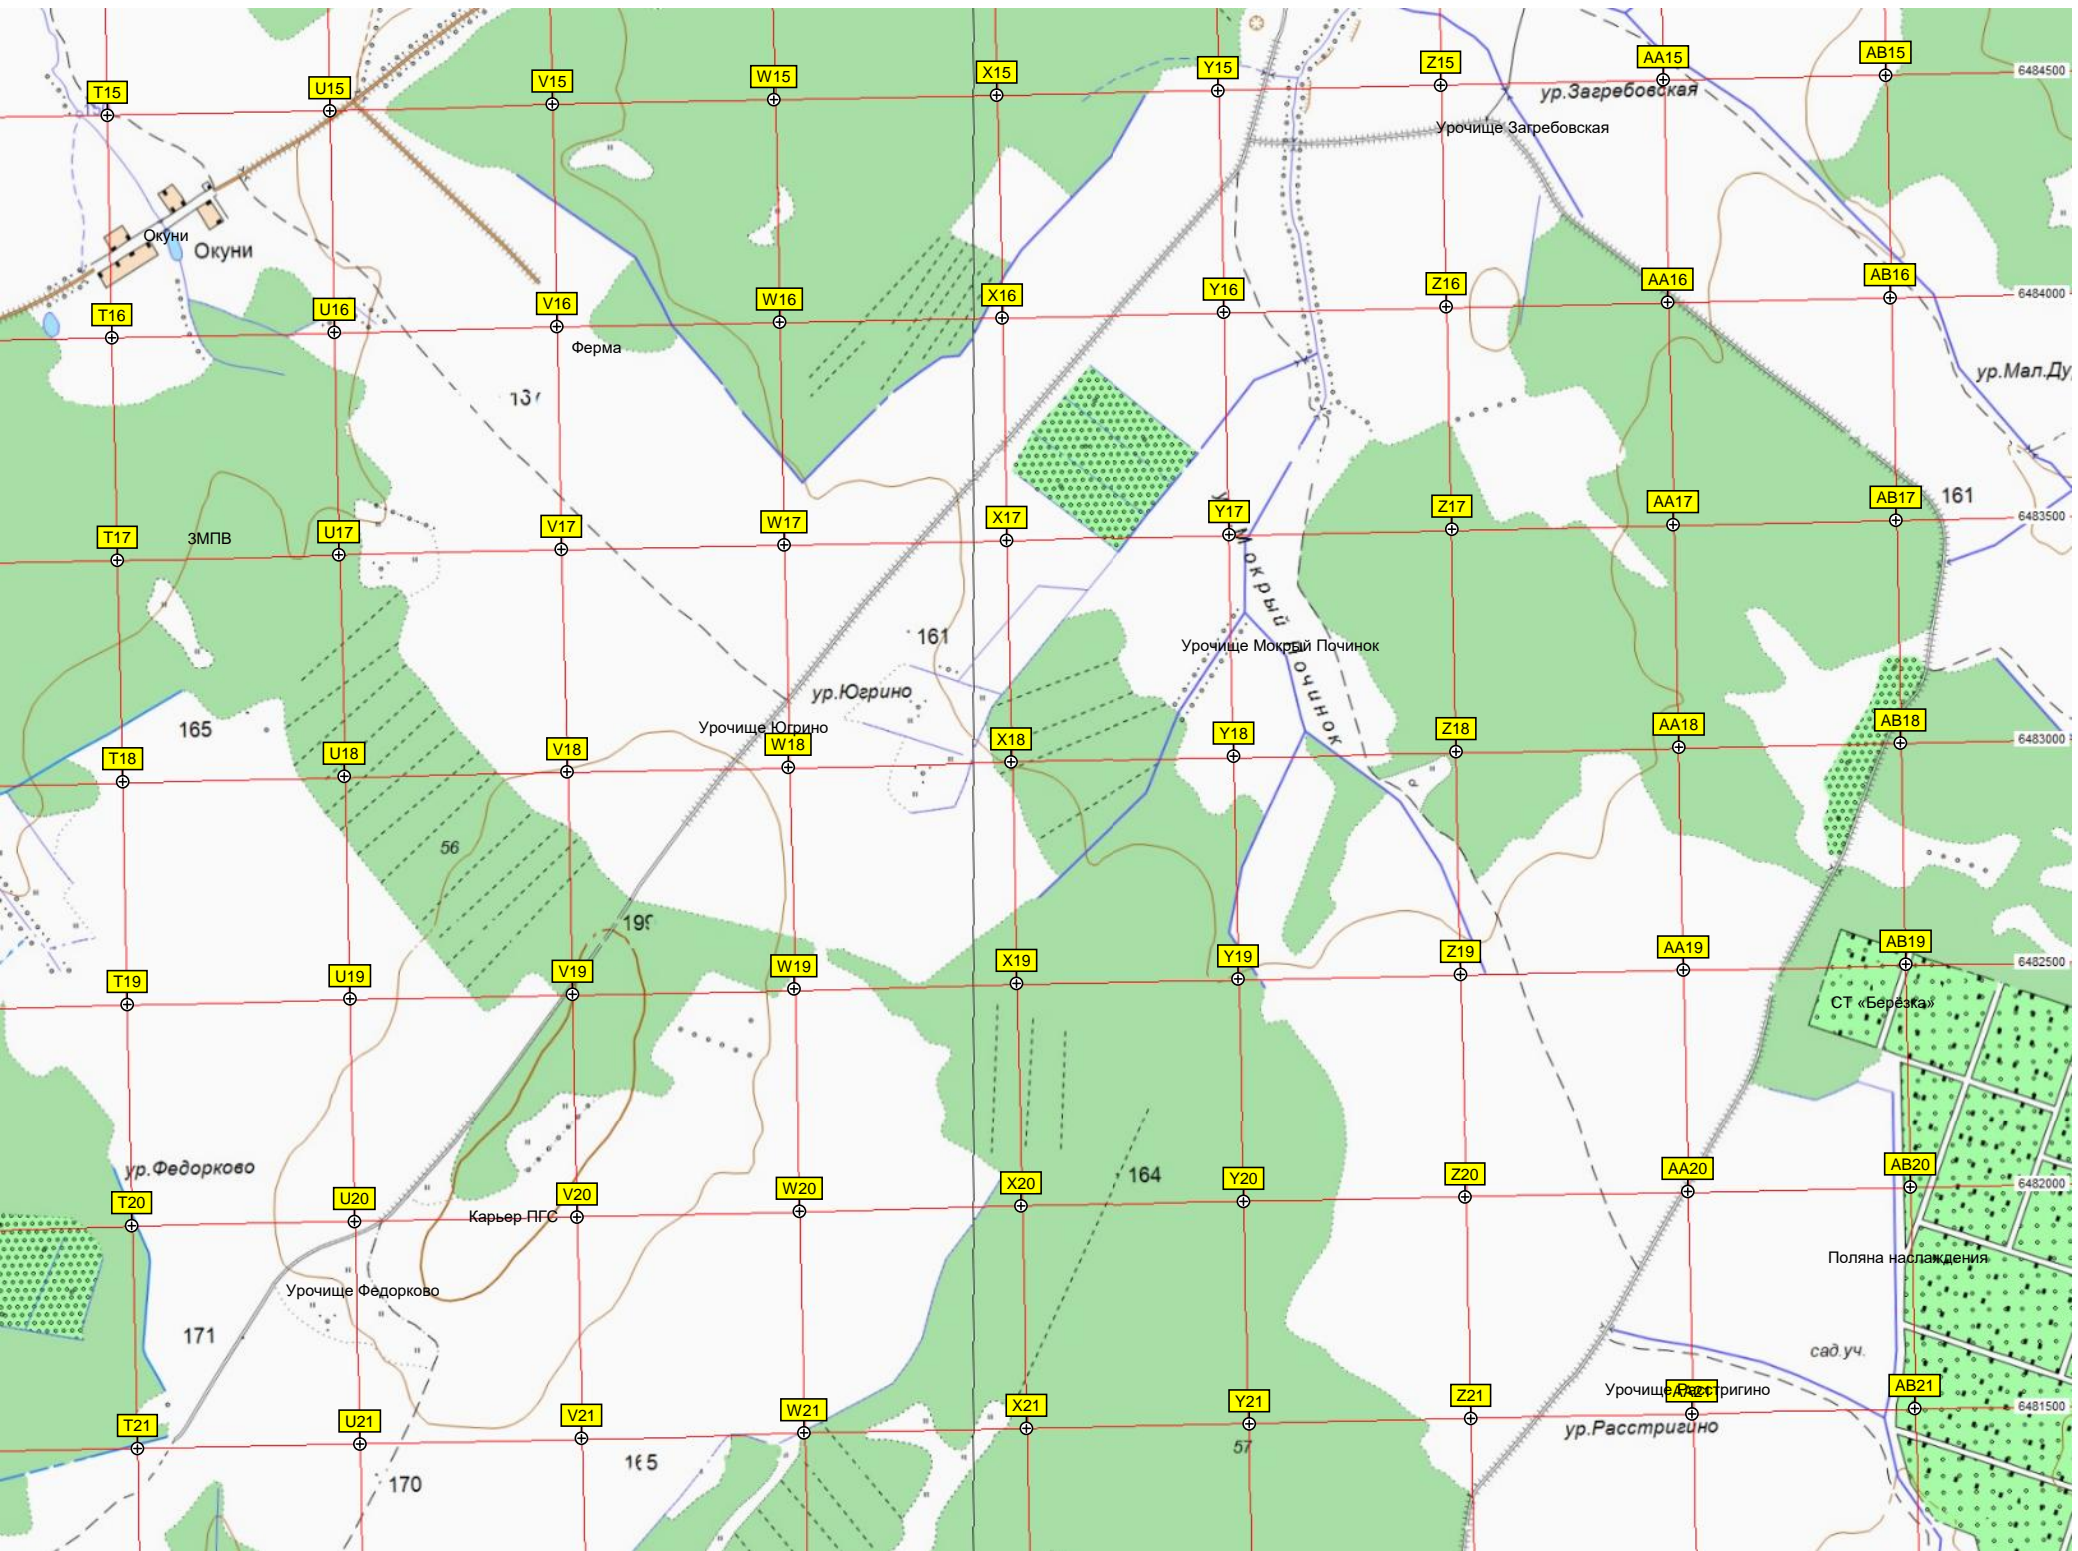 T15
U15
V15
W15
X15
Y15
Z15
AA15
AB15
6484500
ур.Загребовская
Урочище Загребовская
Окуни
Окуни
T16
U16
V16
W16
X16
Y16
Z16
AA16
AB16
6484000
Ферма
ур.Мал.Ду
T17
ЗМПВ
U17
V17
W17
X17
Y17
Z17
AA17
AB17
161
6483500
161
Урочище Мокрый Починок
Мокрый Починок
ур.Югрино
Урочище Югрино
165
T18
U18
V18
W18
X18
Y18
Z18
AA18
AB18
6483000
56
T19
U19
V19
W19
X19
Y19
Z19
AA19
AB19
6482500
СТ «Берёзка»
ур.Федорково
164
T20
U20
V20
W20
X20
Y20
Z20
AA20
AB20
6482000
Карьер ПГС
Поляна наслаждения
Урочище Федорково
171
сад.уч.
Урочище Расстригино
T21
U21
V21
W21
X21
Y21
Z21
AA21
AB21
6481500
ур.Расстригино
57
170